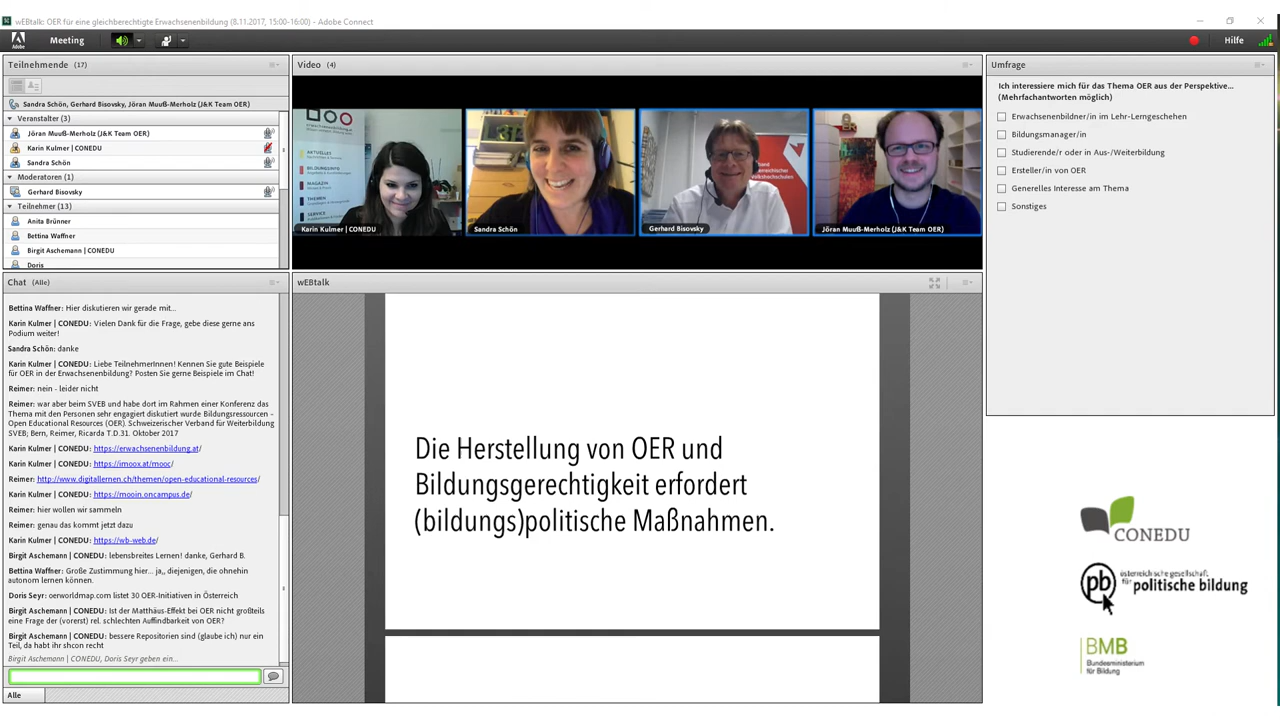 wEBtalk: OER für eine gleichberechtigte Erwachsenenbildung (8.11.2017, 15:00-16:00) - Adobe Connect
Meeting
Hilfe
Teilnehmende (17)
Sandra Schön, Gerhard Bisovsky, Jöran Muuß-Merholz (J&K Team OER)
Veranstalter (3)
Jöran Muuß-Merholz (J&K Team OER)
Karin Kulmer | CONEDU
Sandra Schön
Moderatoren (1)
Gerhard Bisovsky
Teilnehmer (13)
Anita Brünner
Bettina Waffner
Birgit Aschemann | CONEDU
Doris
Video (4)
AKTUELLES
MAGAZIN
THEMEN
SERVICE
Karin Kulmer | CONEDU
Sandra Schön
Gerhard Bisovsky
Jöran Muuß-Merholz (J&K Team OER)
Chat (Alle)
Bettina Waffner: Hier diskutieren wir gerade mit...
Karin Kulmer | CONEDU: Vielen Dank für die Frage, gebe diese gerne ans
Podium weiter!
Sandra Schön: danke
Karin Kulmer | CONEDU: Liebe TeilnehmerInnen! Kennen Sie gute Beispiele
für OER in der Erwachsenenbildung? Posten Sie gerne Beispiele im Chat!
Reimer: nein - leider nicht
Reimer: war aber beim SVEB und habe dort im Rahmen einer Konferenz das
Thema mit den Personen sehr engagiert diskutiert wurde Bildungsressourcen –
Open Educational Resources (OER). Schweizerischer Verband für Weiterbildung
SVEB; Bern, Reimer, Ricarda T.D.31. Oktober 2017
Karin Kulmer | CONEDU: https://erwachsenenbildung.at/
Karin Kulmer | CONEDU: https://imoox.at/mooc/
Reimer: http://www.digitallernen.ch/themen/open-educational-resources/
Karin Kulmer | CONEDU: https://mooin.oncampus.de/
Reimer: hier wollen wir sammeln
Reimer: genau das kommt jetzt dazu
Karin Kulmer | CONEDU: https://wb-web.de/
Birgit Aschemann | CONEDU: lebensbreites Lernen! danke, Gerhard B.
Bettina Waffner: Große Zustimmung hier... ja,, diejenigen, die ohnehin
autonom lernen können.
Doris Seyr: oerworldmap.com listet 30 OER-Initiativen in Österreich
Birgit Aschemann | CONEDU: Ist der Matthäus-Effekt bei OER nicht großteils
eine Frage der (vorerst) rel. schlechten Auffindbarkeit von OER?
Birgit Aschemann | CONEDU: bessere Repositorien sind (glaube ich) nur ein
Teil, da habt ihr shcon recht
Birgit Aschemann | CONEDU, Doris Seyr geben ein...
Alle
wEBtalk
Die Herstellung von OER und
Bildungsgerechtigkeit erfordert
(bildungs)politische Maßnahmen.
Umfrage
Ich interessiere mich für das Thema OER aus der Perspektive...
(Mehrfachantworten möglich)
Erwachsenenbildner/in im Lehr-Lerngeschehen
Bildungsmanager/in
Studierende/r oder in Aus-/Weiterbildung
Ersteller/in von OER
Generelles Interesse am Thema
Sonstiges
CONEDU
pb österreichische gesellschaft
für politische bildung
BMB
Bundesministerium
für Bildung